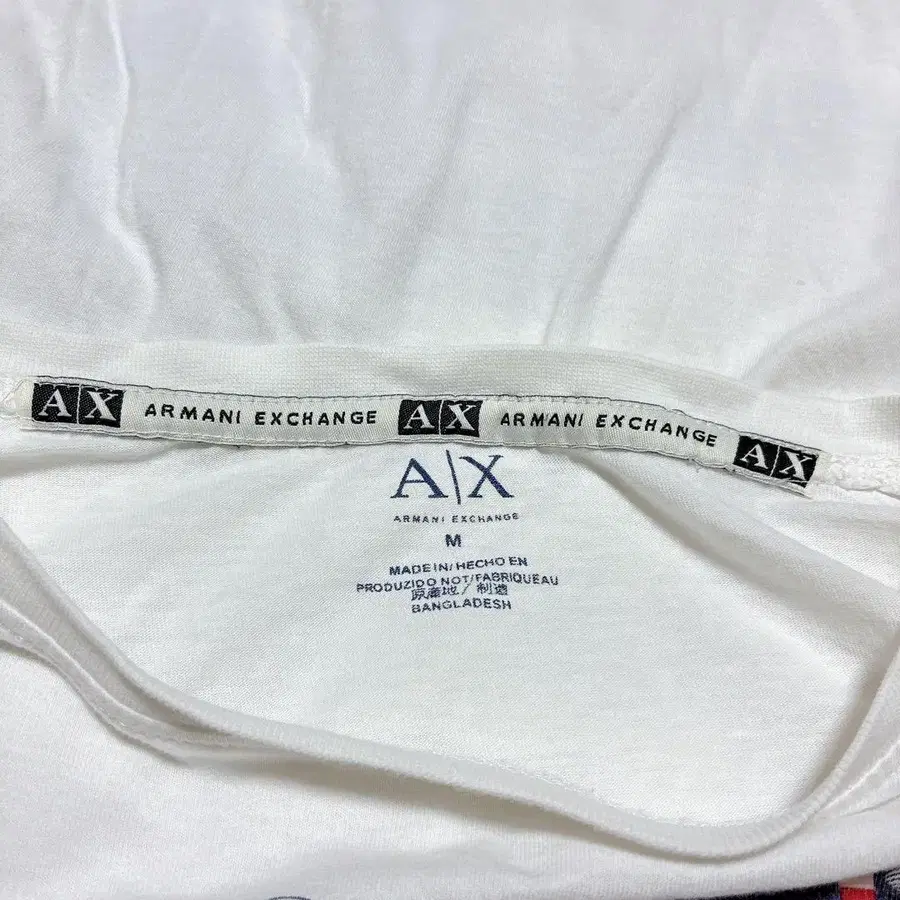 AX ARMANI EXCHANGE AX ARMANI EXCHANGE AX
A|X
ARMANI EXCHANGE
M
MADE IN/HECHO EN
PRODUZIDO NOT/FABRIQUEAU
原産地/制造
BANGLADESH